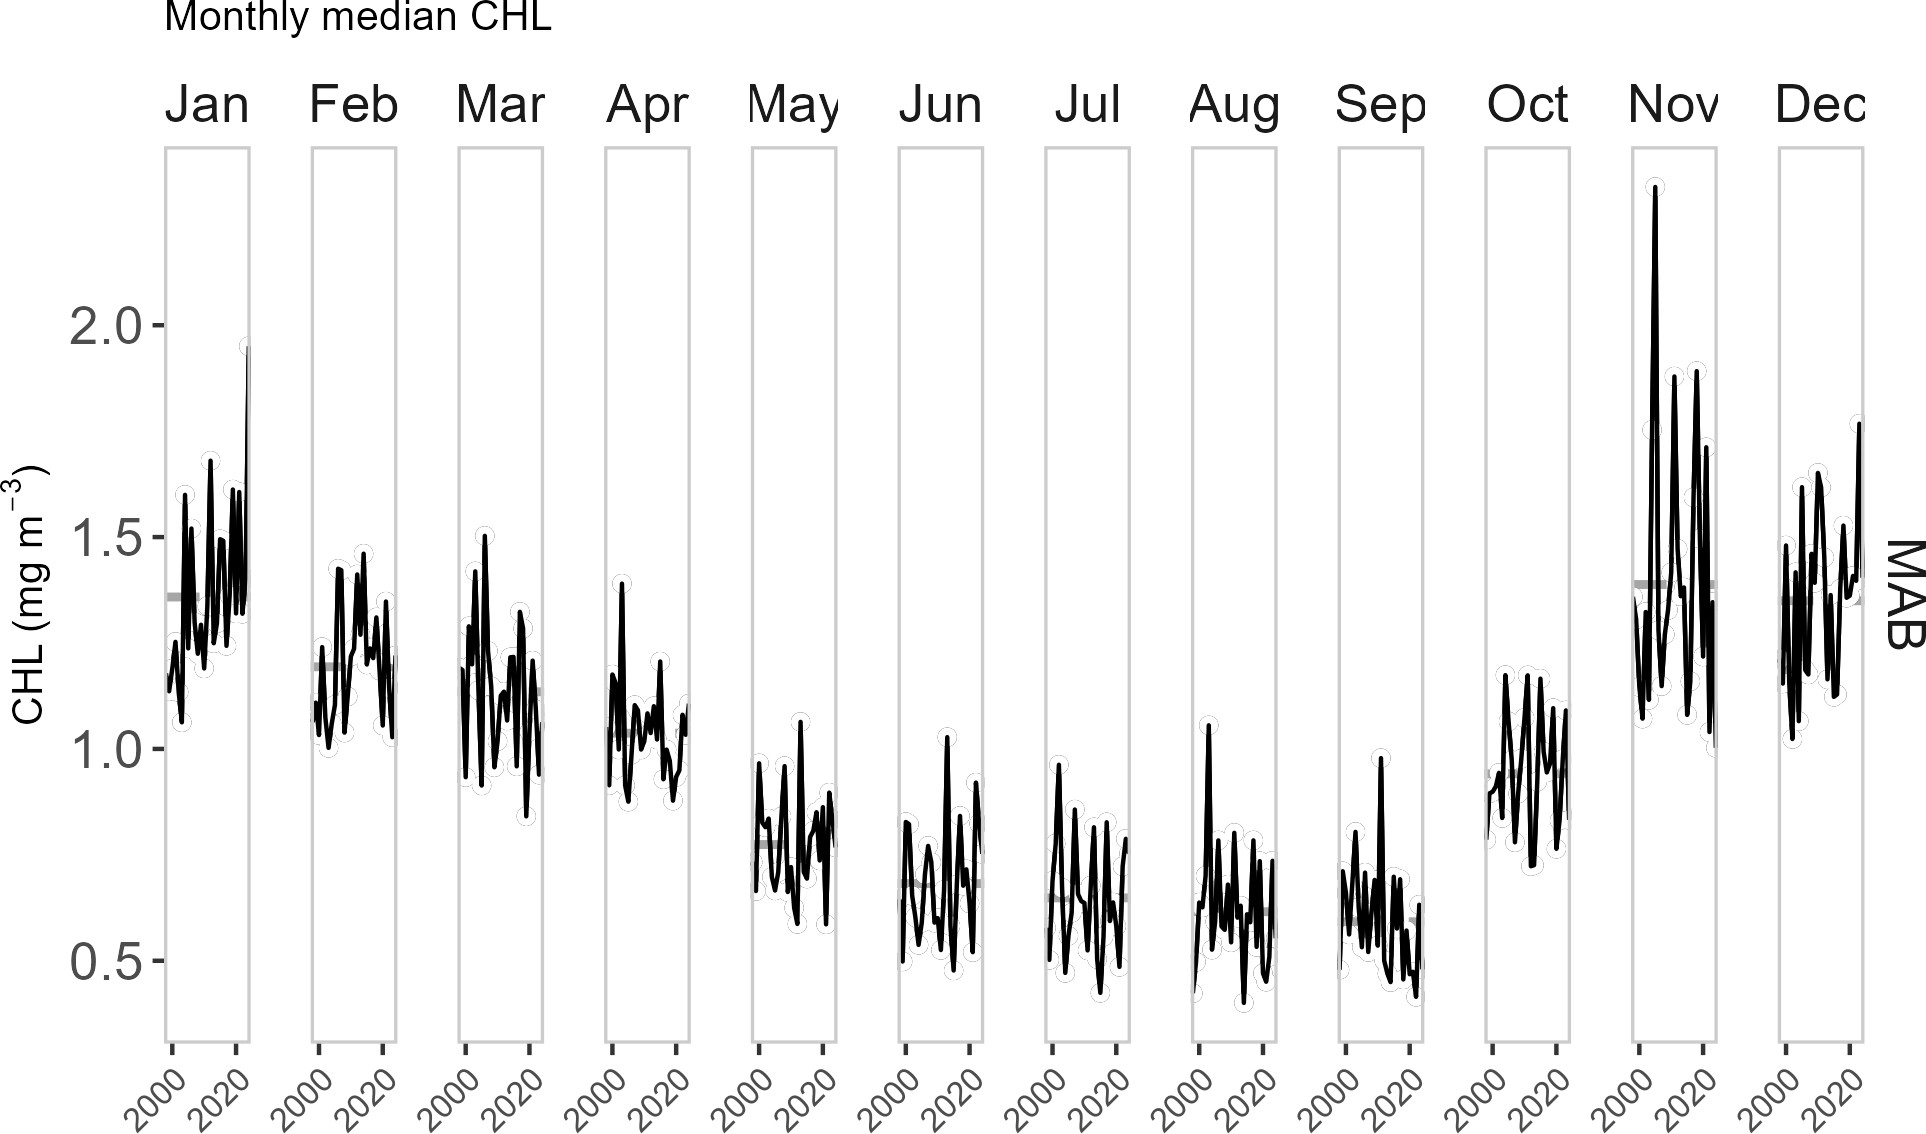 Monthly median CHL
Jan Feb Mar Apr May Jun Jul Aug Sep Oct Nov Dec
2.0
1.5
1.0
0.5
CHL (mg m⁻³)
MAB
2000 2020 2000 2020 2000 2020 2000 2020 2000 2020 2000 2020 2000 2020 2000 2020 2000 2020 2000 2020 2000 2020 2000 2020